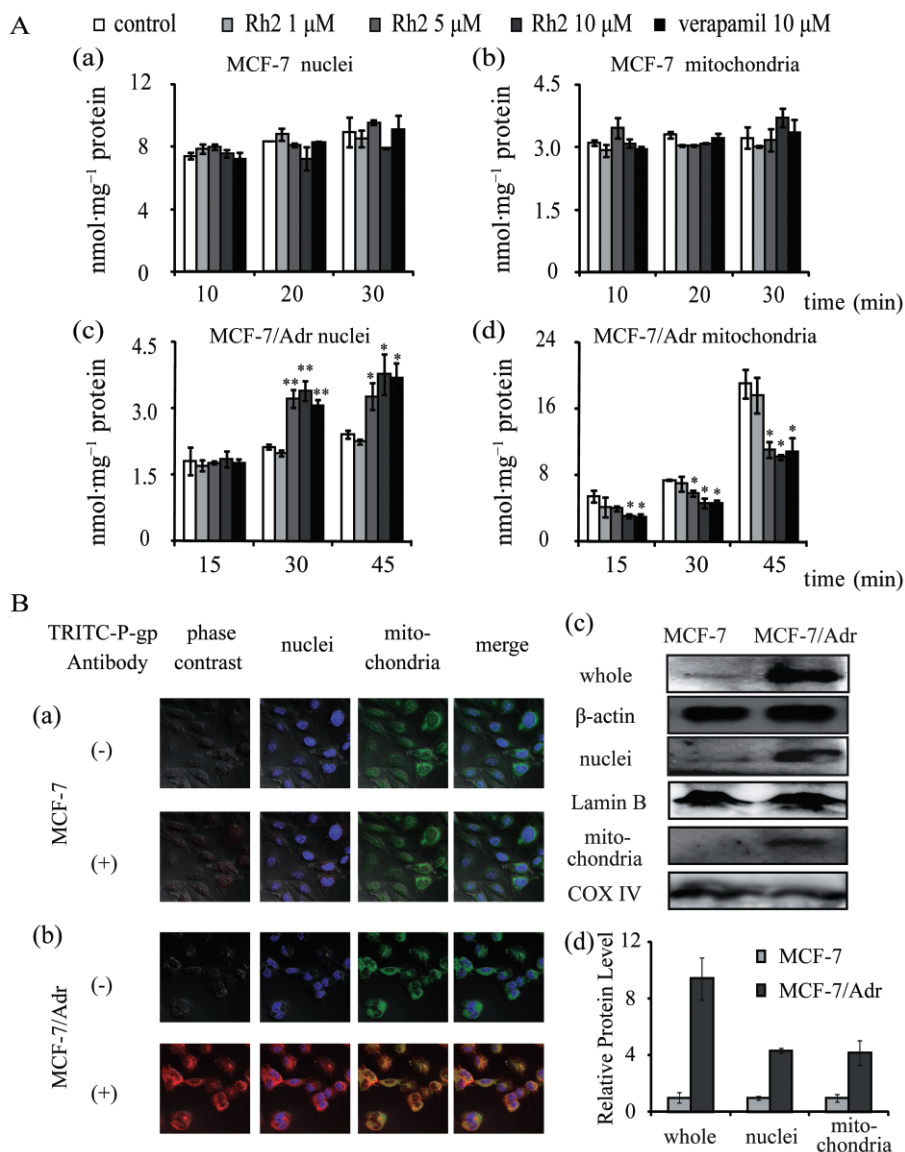 A
control Rh2 1 μM Rh2 5 μM Rh2 10 μM verapamil 10 μM
(a) MCF-7 nuclei
nmol·mg⁻¹ protein
12
8
4
0
10 20 30
(b) MCF-7 mitochondria
nmol·mg⁻¹ protein
4.5
3.0
1.5
0
10 20 30 time (min)
(c) MCF-7/Adr nuclei
nmol·mg⁻¹ protein
4.5
3.0
1.5
0
** ** ** * * *
15 30 45
(d) MCF-7/Adr mitochondria
nmol·mg⁻¹ protein
24
16
8
0
* * * * * * * *
15 30 45 time (min)
B
TRITC-P-gp Antibody
phase contrast
nuclei
mito-
chondria
merge
(a)
MCF-7
(-)
(+)
(b)
MCF-7/Adr
(-)
(+)
(c)
MCF-7 MCF-7/Adr
whole
β-actin
nuclei
Lamin B
mito-
chondria
COX IV
(d)
Relative Protein Level
12
8
4
0
MCF-7
MCF-7/Adr
whole nuclei mito-
chondria